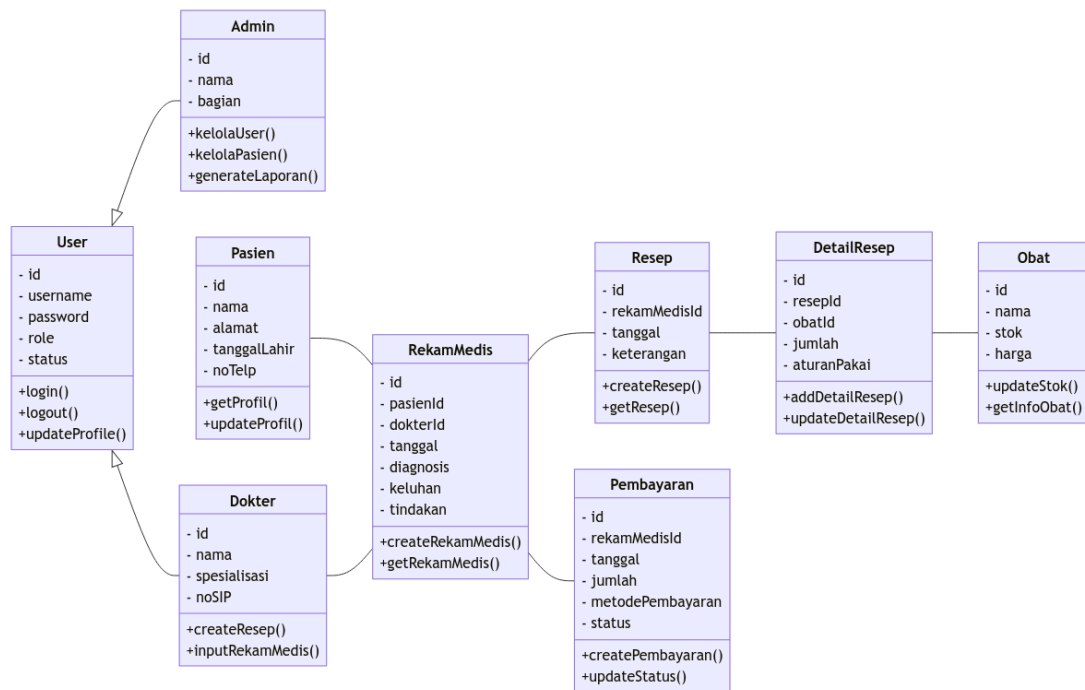 Admin
- id
- nama
- bagian
+kelolaUser()
+kelolaPasien()
+generateLaporan()
User
- id
- username
- password
- role
- status
+login()
+logout()
+updateProfile()
Pasien
- id
- nama
- alamat
- tanggalLahir
- noTelp
+getProfil()
+updateProfil()
Dokter
- id
- nama
- spesialisasi
- noSIP
+createResep()
+inputRekamMedis()
RekamMedis
- id
- pasienId
- dokterId
- tanggal
- diagnosis
- keluhan
- tindakan
+createRekamMedis()
+getRekamMedis()
Resep
- id
- rekamMedisId
- tanggal
- keterangan
+createResep()
+getResep()
DetailResep
- id
- resepId
- obatId
- jumlah
- aturanPakai
+addDetailResep()
+updateDetailResep()
Obat
- id
- nama
- stok
- harga
+updateStok()
+getInfoObat()
Pembayaran
- id
- rekamMedisId
- tanggal
- jumlah
- metodePembayaran
- status
+createPembayaran()
+updateStatus()